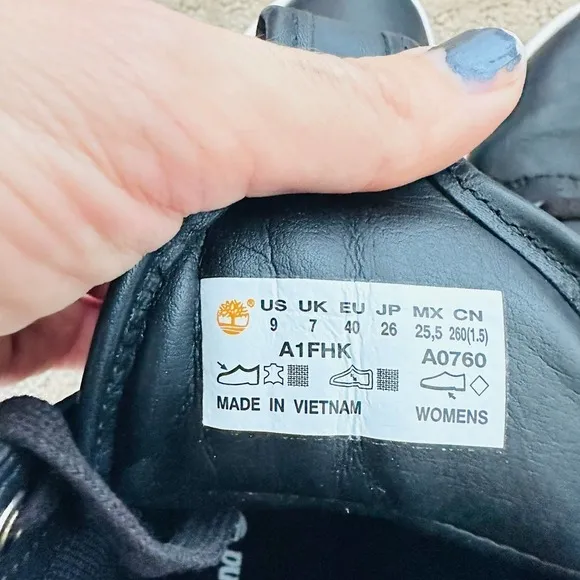 US UK EU JP MX CN
9 7 40 26 25,5 260(1.5)
A1FHK A0760
MADE IN VIETNAM WOMENS